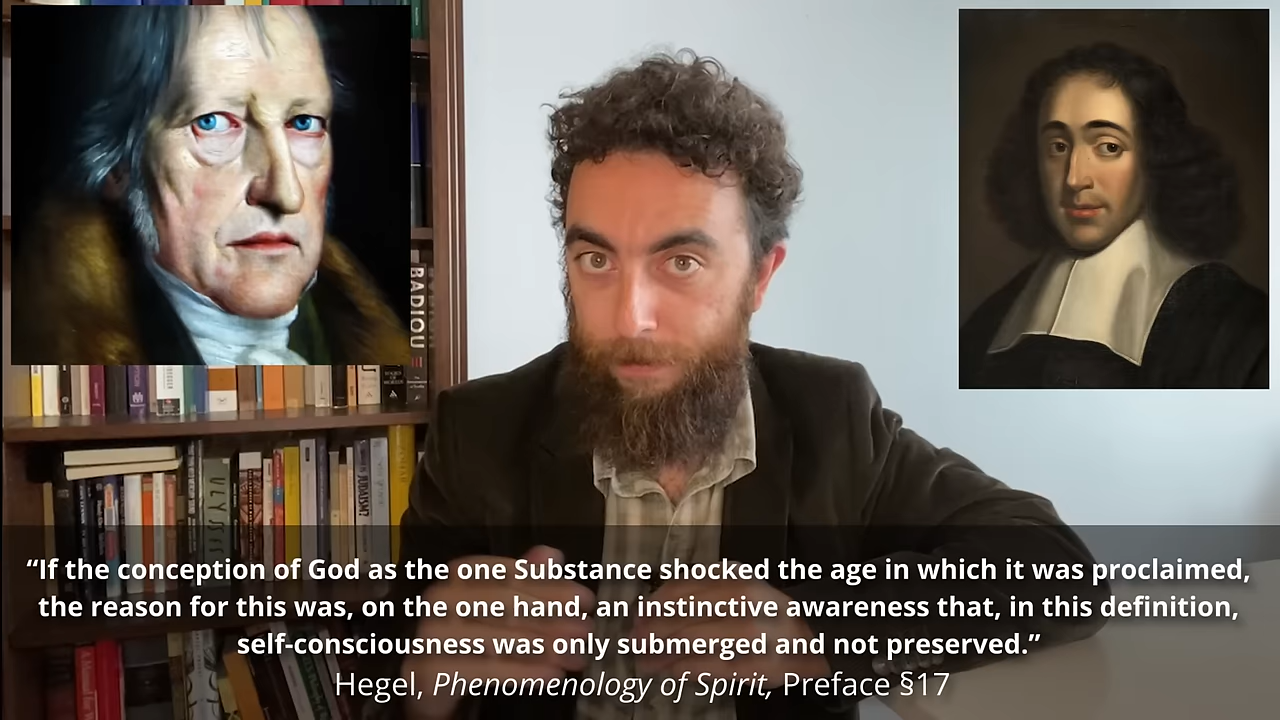 BADIOU
ULYSSES
JUDAISM?
“If the conception of God as the one Substance shocked the age in which it was proclaimed,
the reason for this was, on the one hand, an instinctive awareness that, in this definition,
self-consciousness was only submerged and not preserved.”
Hegel, Phenomenology of Spirit, Preface §17